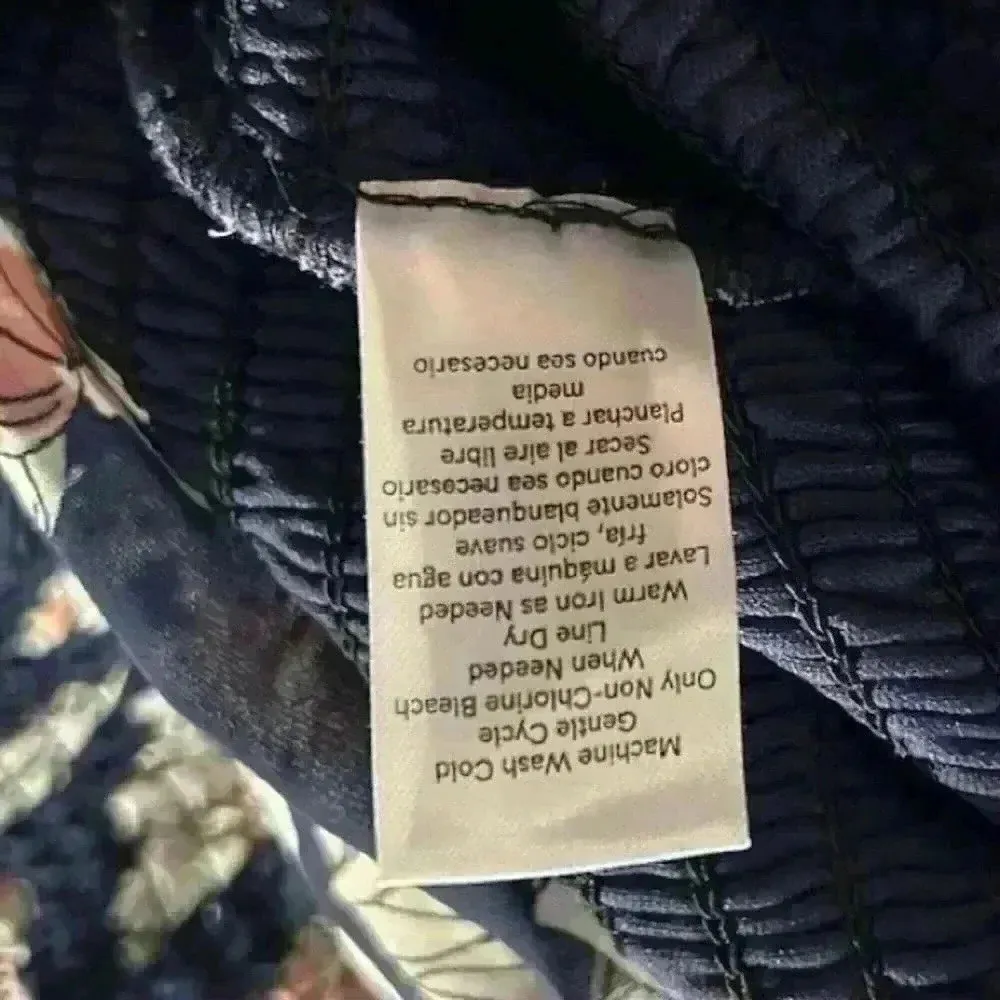 Machine Wash Cold
Gentle Cycle
Only Non-Chlorine Bleach
When Needed
Line Dry
Warm Iron as Needed
Lavar a máquina con agua
fría, ciclo suave
Solamente blanqueador sin
cloro cuando sea necesario
Secar al aire libre
Planchar a temperatura
media
cuando sea necesario